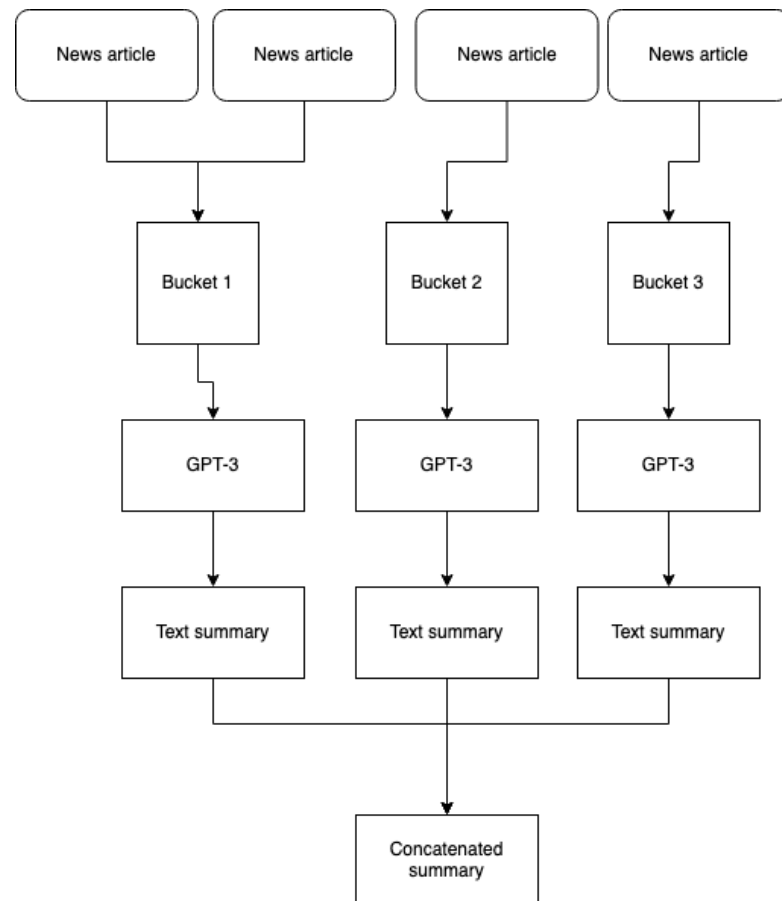 News article
News article
News article
News article
Bucket 1
Bucket 2
Bucket 3
GPT-3
GPT-3
GPT-3
Text summary
Text summary
Text summary
Concatenated
summary